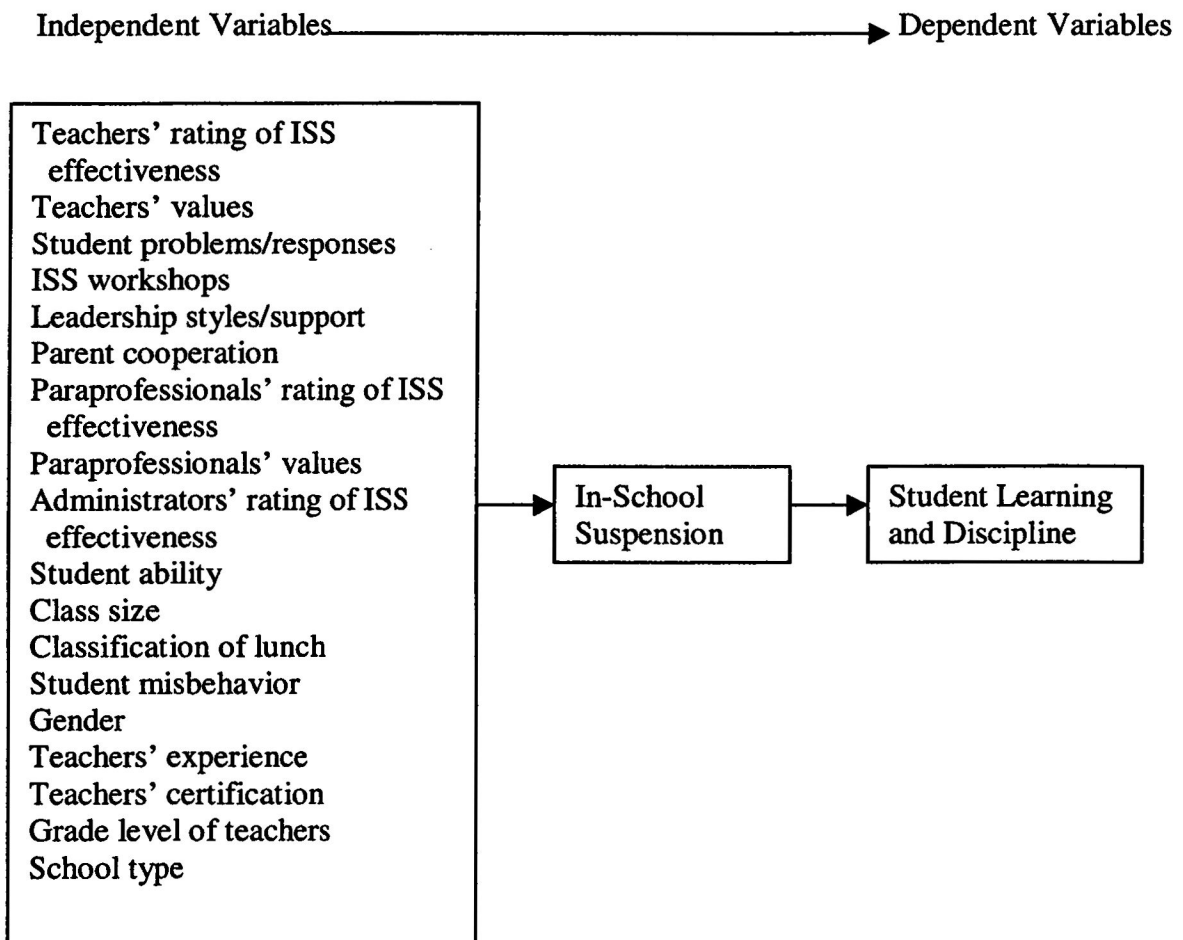 Independent Variables Dependent Variables
Teachers’ rating of ISS
effectiveness
Teachers’ values
Student problems/responses
ISS workshops
Leadership styles/support
Parent cooperation
Paraprofessionals’ rating of ISS
effectiveness
Paraprofessionals’ values
Administrators’ rating of ISS
effectiveness
Student ability
Class size
Classification of lunch
Student misbehavior
Gender
Teachers’ experience
Teachers’ certification
Grade level of teachers
School type
In-School
Suspension
Student Learning
and Discipline